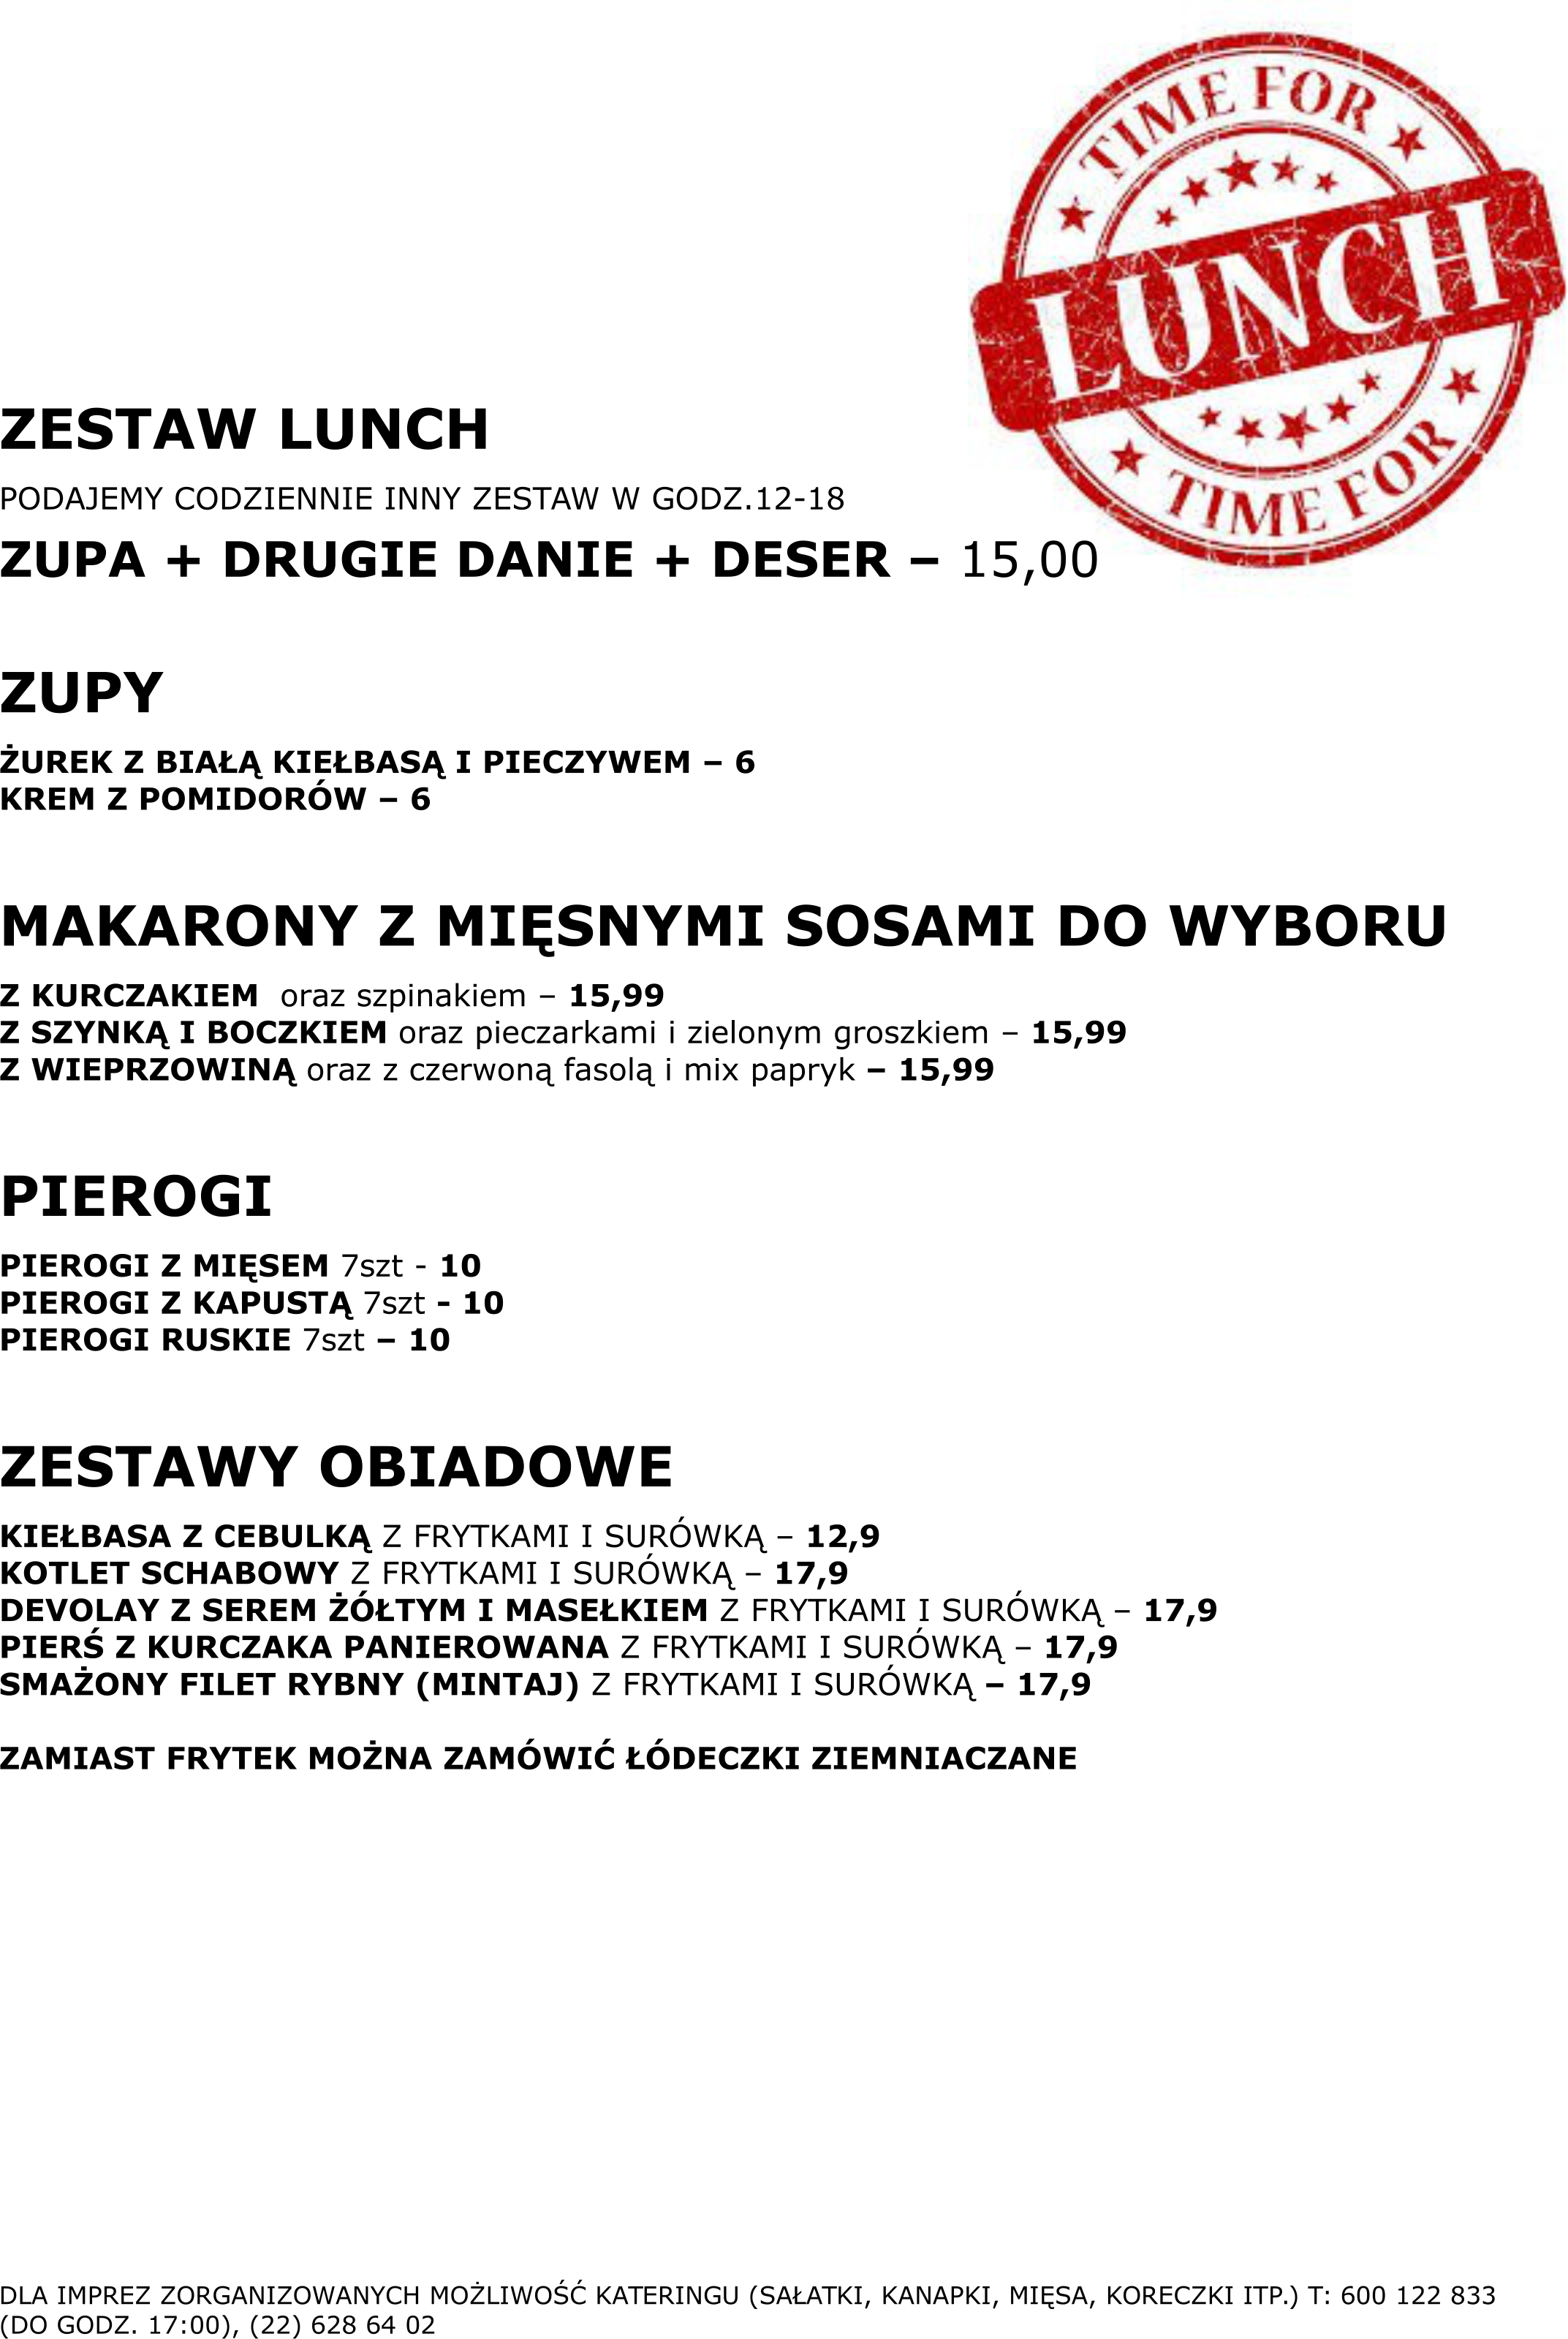 TIME FOR
LUNCH
TIME FOR
ZESTAW LUNCH
PODAJEMY CODZIENNIE INNY ZESTAW W GODZ.12-18
ZUPA + DRUGIE DANIE + DESER – 15,00
ZUPY
ŻUREK Z BIAŁĄ KIEŁBASĄ I PIECZYWEM – 6
KREM Z POMIDORÓW – 6
MAKARONY Z MIĘSNYMI SOSAMI DO WYBORU
Z KURCZAKIEM  oraz szpinakiem – 15,99
Z SZYNKĄ I BOCZKIEM oraz pieczarkami i zielonym groszkiem – 15,99
Z WIEPRZOWINĄ oraz z czerwoną fasolą i mix papryk – 15,99
PIEROGI
PIEROGI Z MIĘSEM 7szt - 10
PIEROGI Z KAPUSTĄ 7szt - 10
PIEROGI RUSKIE 7szt – 10
ZESTAWY OBIADOWE
KIEŁBASA Z CEBULKĄ Z FRYTKAMI I SURÓWKĄ – 12,9
KOTLET SCHABOWY Z FRYTKAMI I SURÓWKĄ – 17,9
DEVOLAY Z SEREM ŻÓŁTYM I MASEŁKIEM Z FRYTKAMI I SURÓWKĄ – 17,9
PIERŚ Z KURCZAKA PANIEROWANA Z FRYTKAMI I SURÓWKĄ – 17,9
SMAŻONY FILET RYBNY (MINTAJ) Z FRYTKAMI I SURÓWKĄ – 17,9
ZAMIAST FRYTEK MOŻNA ZAMÓWIĆ ŁÓDECZKI ZIEMNIACZANE
DLA IMPREZ ZORGANIZOWANYCH MOŻLIWOŚĆ KATERINGU (SAŁATKI, KANAPKI, MIĘSA, KORECZKI ITP.) T: 600 122 833
(DO GODZ. 17:00), (22) 628 64 02